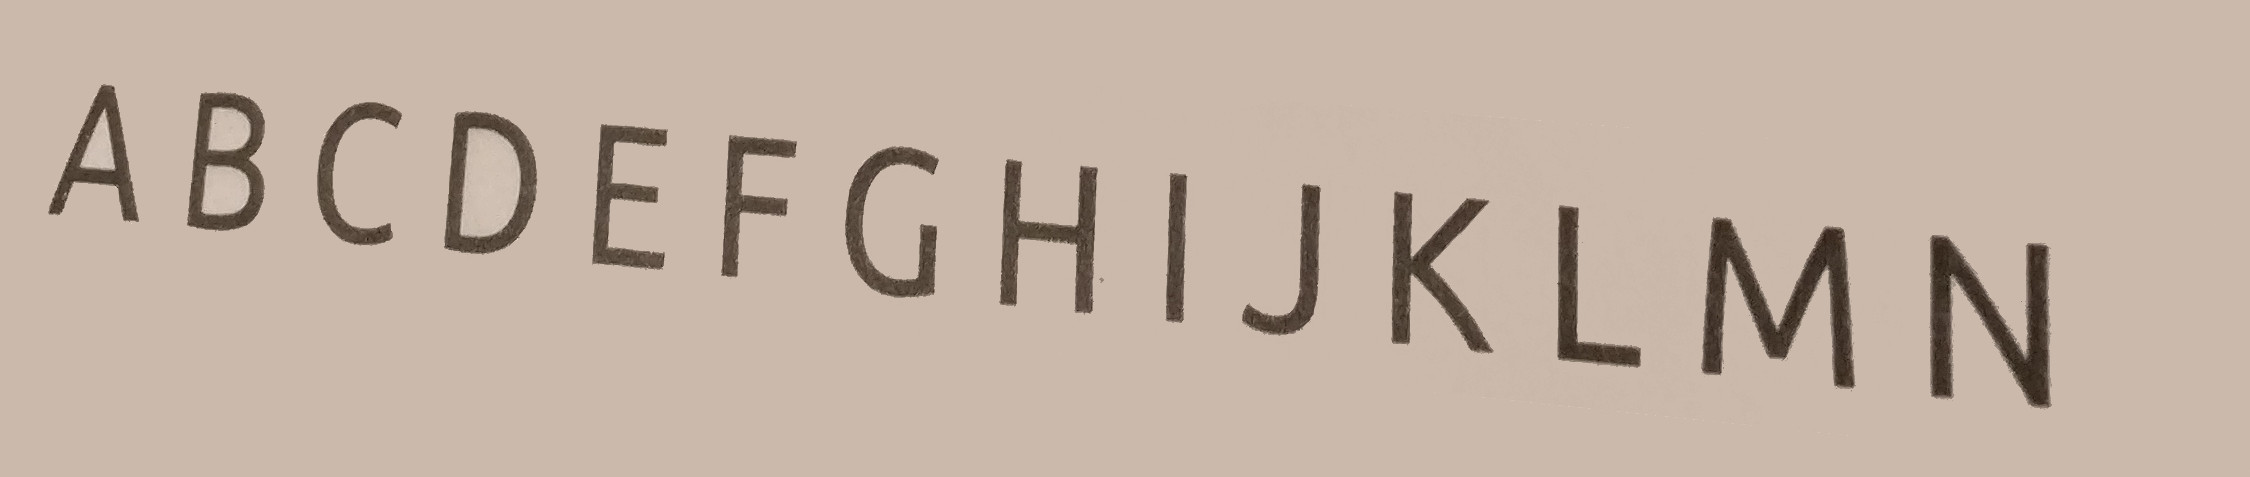 A B C D E F G H I J K L M N